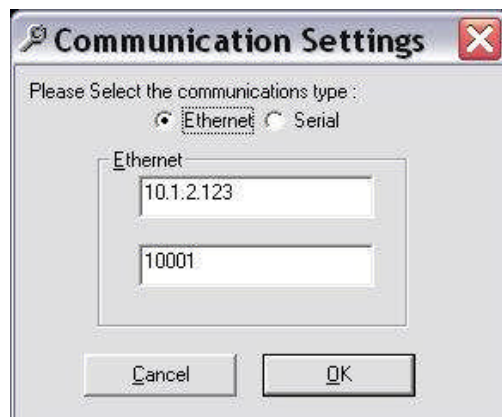 Communication Settings
Please Select the communications type :
Ethernet Serial
Ethernet
10.1.2.123
10001
Cancel OK